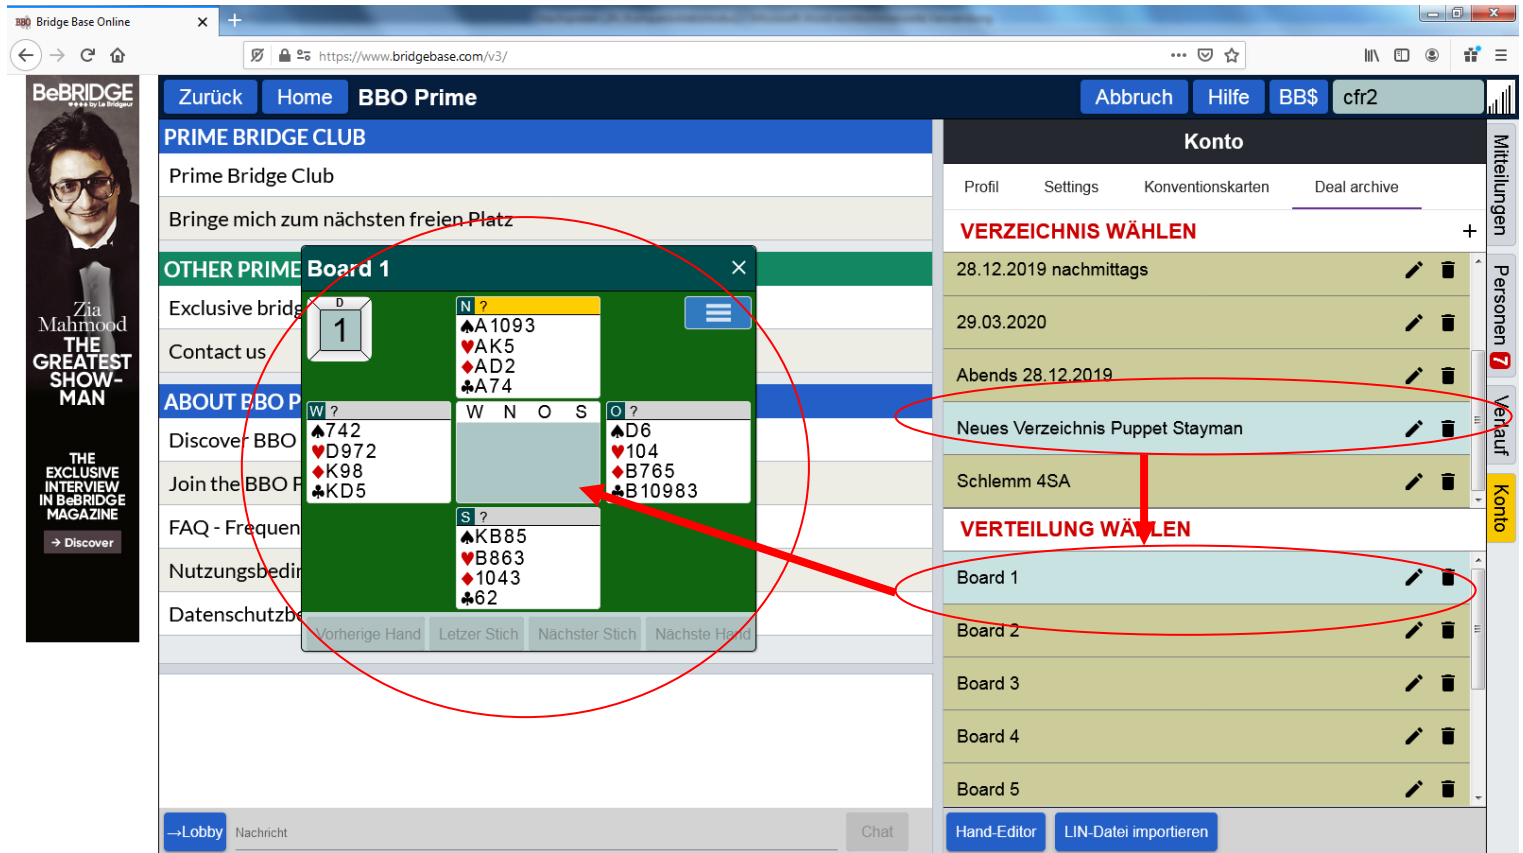 BBO Bridge Base Online
https://www.bridgebase.com/v3/
BeBRIDGE
by Le Bridgeur
Zia
Mahmood
THE
GREATEST
SHOW-
MAN
THE
EXCLUSIVE
INTERVIEW
IN BeBRIDGE
MAGAZINE
→ Discover
Zurück Home BBO Prime Abbruch Hilfe BB$ cfr2
PRIME BRIDGE CLUB
Prime Bridge Club
Bringe mich zum nächsten freien Platz
OTHER PRIME
Exclusive bridg
Contact us
ABOUT BBO P
Discover BBO
Join the BBO P
FAQ - Frequen
Nutzungsbedin
Datenschutzbe
Board 1
D
1
N ?
♠A1093
♥AK5
♦AD2
♣A74
W ?
♠742
♥D972
♦K98
♣KD5
W N O S
O ?
♠D6
♥104
♦B765
♣B10983
S ?
♠KB85
♥B863
♦1043
♣62
Vorherige Hand Letzer Stich Nächster Stich Nächste Hand
→Lobby Nachricht Chat
Konto
Profil Settings Konventionskarten Deal archive
VERZEICHNIS WÄHLEN +
28.12.2019 nachmittags
29.03.2020
Abends 28.12.2019
Neues Verzeichnis Puppet Stayman
Schlemm 4SA
VERTEILUNG WÄHLEN
Board 1
Board 2
Board 3
Board 4
Board 5
Hand-Editor LIN-Datei importieren
Mitteilungen
Personen 7
Verlauf
Konto